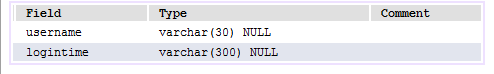 Field Type Comment
username varchar(30) NULL
logintime varchar(300) NULL